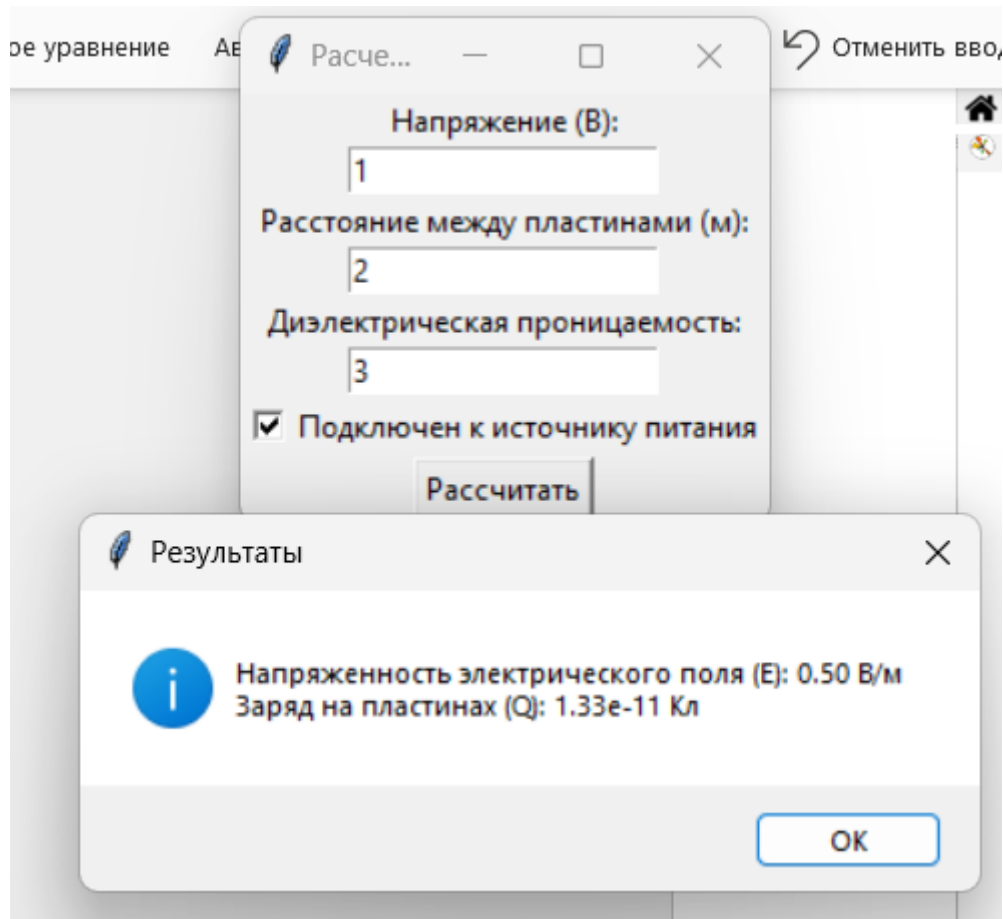 ое уравнение
Ав
Расче...
Отменить ввод
Напряжение (В):
1
Расстояние между пластинами (м):
2
Диэлектрическая проницаемость:
3
Подключен к источнику питания
Рассчитать
Результаты
Напряженность электрического поля (E): 0.50 В/м
Заряд на пластинах (Q): 1.33e-11 Кл
OK